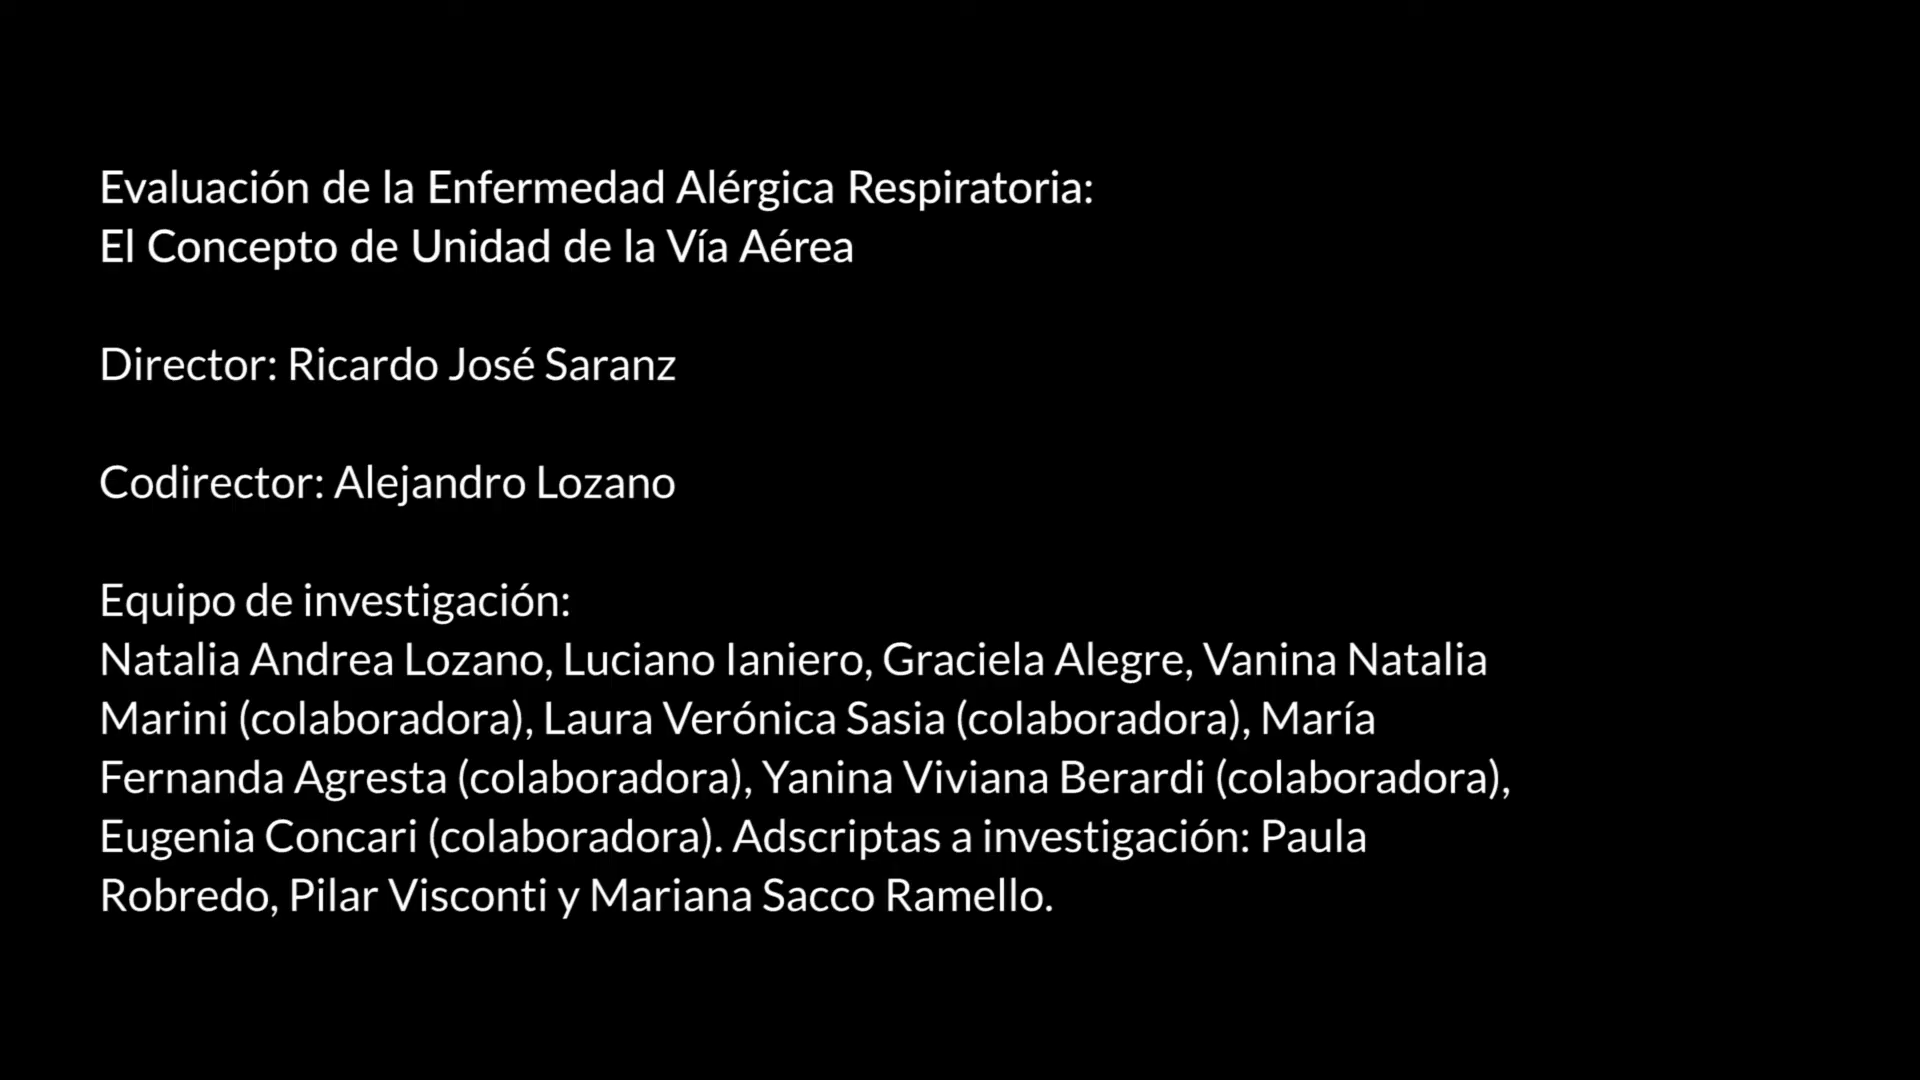 Evaluación de la Enfermedad Alérgica Respiratoria:
El Concepto de Unidad de la Vía Aérea
Director: Ricardo José Saranz
Codirector: Alejandro Lozano
Equipo de investigación:
Natalia Andrea Lozano, Luciano Ianiero, Graciela Alegre, Vanina Natalia
Marini (colaboradora), Laura Verónica Sasia (colaboradora), María
Fernanda Agresta (colaboradora), Yanina Viviana Berardi (colaboradora),
Eugenia Concari (colaboradora). Adscriptas a investigación: Paula
Robredo, Pilar Visconti y Mariana Sacco Ramello.